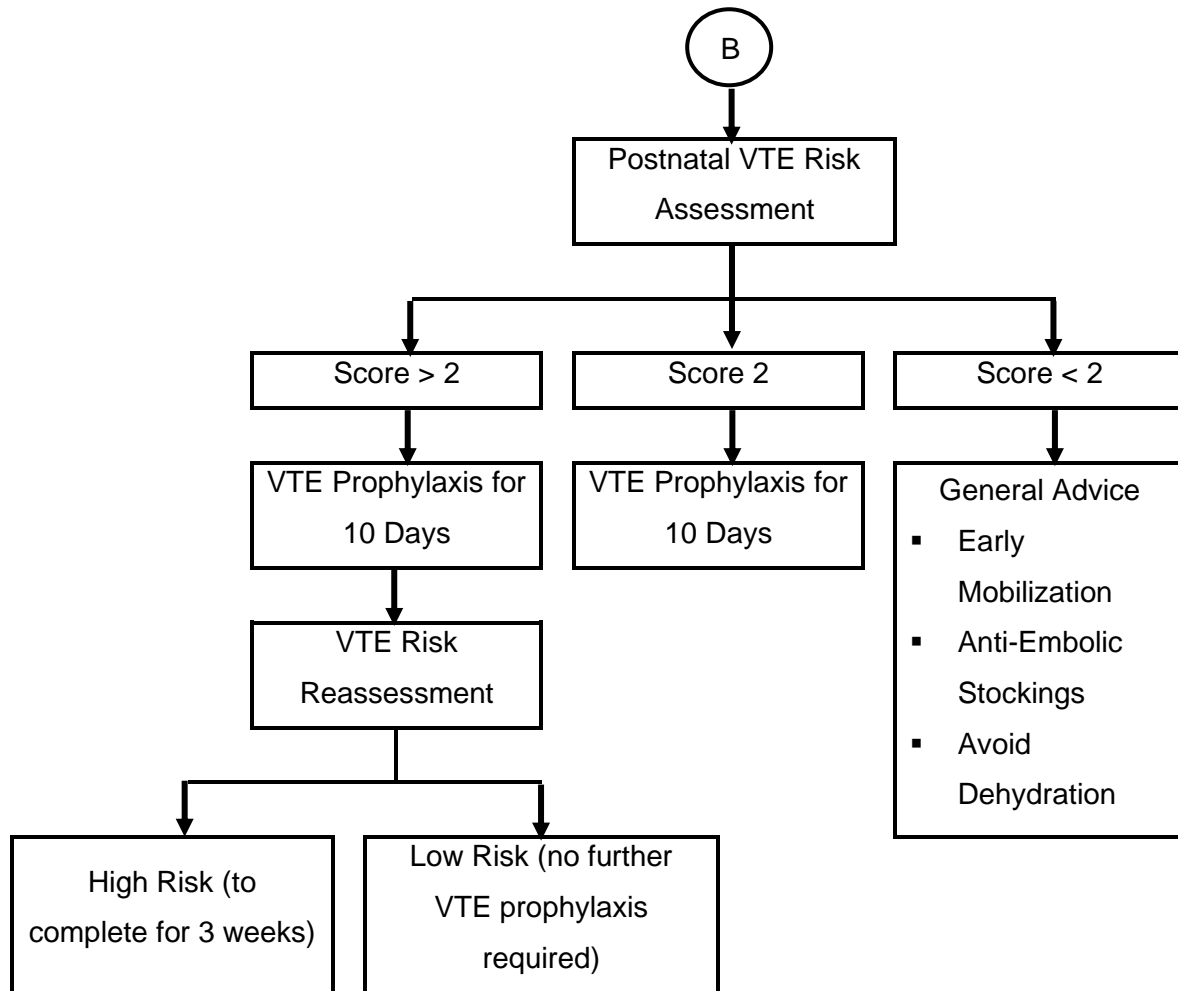 B
Postnatal VTE Risk
Assessment
Score > 2
Score 2
Score < 2
VTE Prophylaxis for
10 Days
VTE Prophylaxis for
10 Days
General Advice
▪ Early
Mobilization
▪ Anti-Embolic
Stockings
▪ Avoid
Dehydration
VTE Risk
Reassessment
High Risk (to
complete for 3 weeks)
Low Risk (no further
VTE prophylaxis
required)